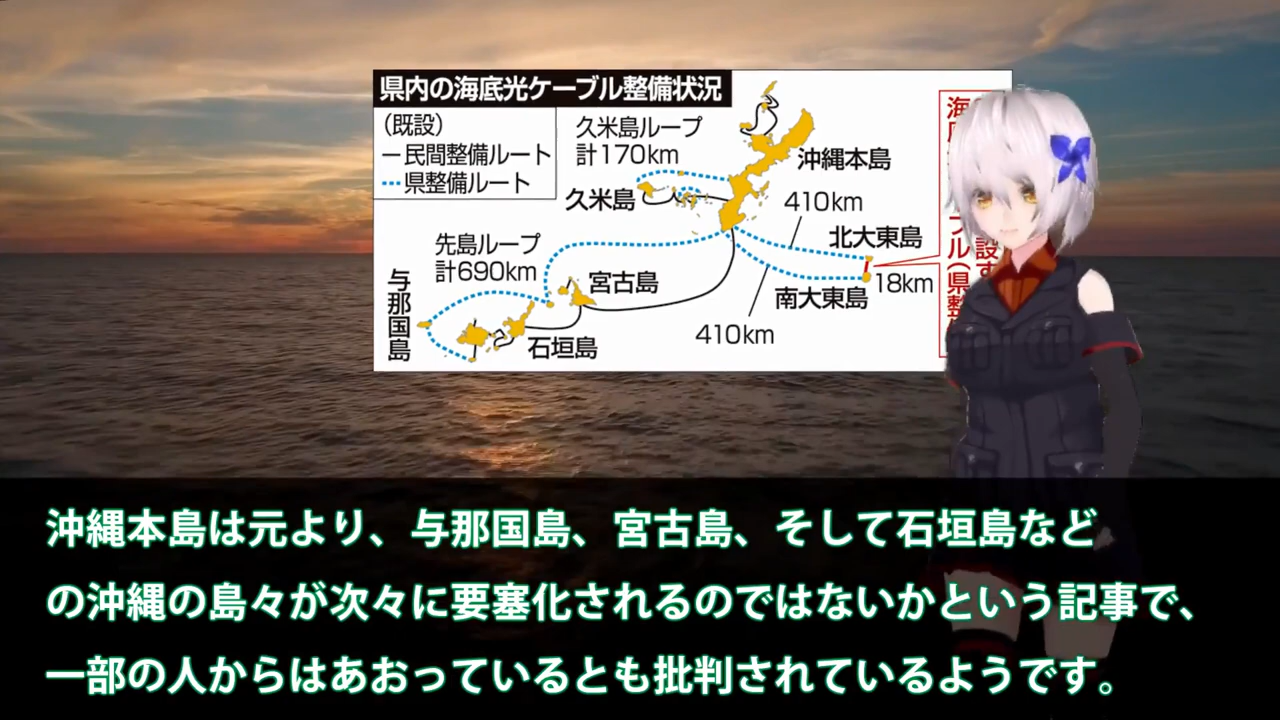 県内の海底光ケーブル整備状況
(既設)
民間整備ルート
県整備ルート
久米島ループ
計170km
沖縄本島
久米島
410km
北大東島
先島ループ
計690km
与那国島
宮古島
18km
南大東島
410km
石垣島
海底
ブル(県整
設す
沖縄本島は元より、与那国島、宮古島、そして石垣島など
の沖縄の島々が次々に要塞化されるのではないかという記事で、
一部の人からはあおっているとも批判されているようです。